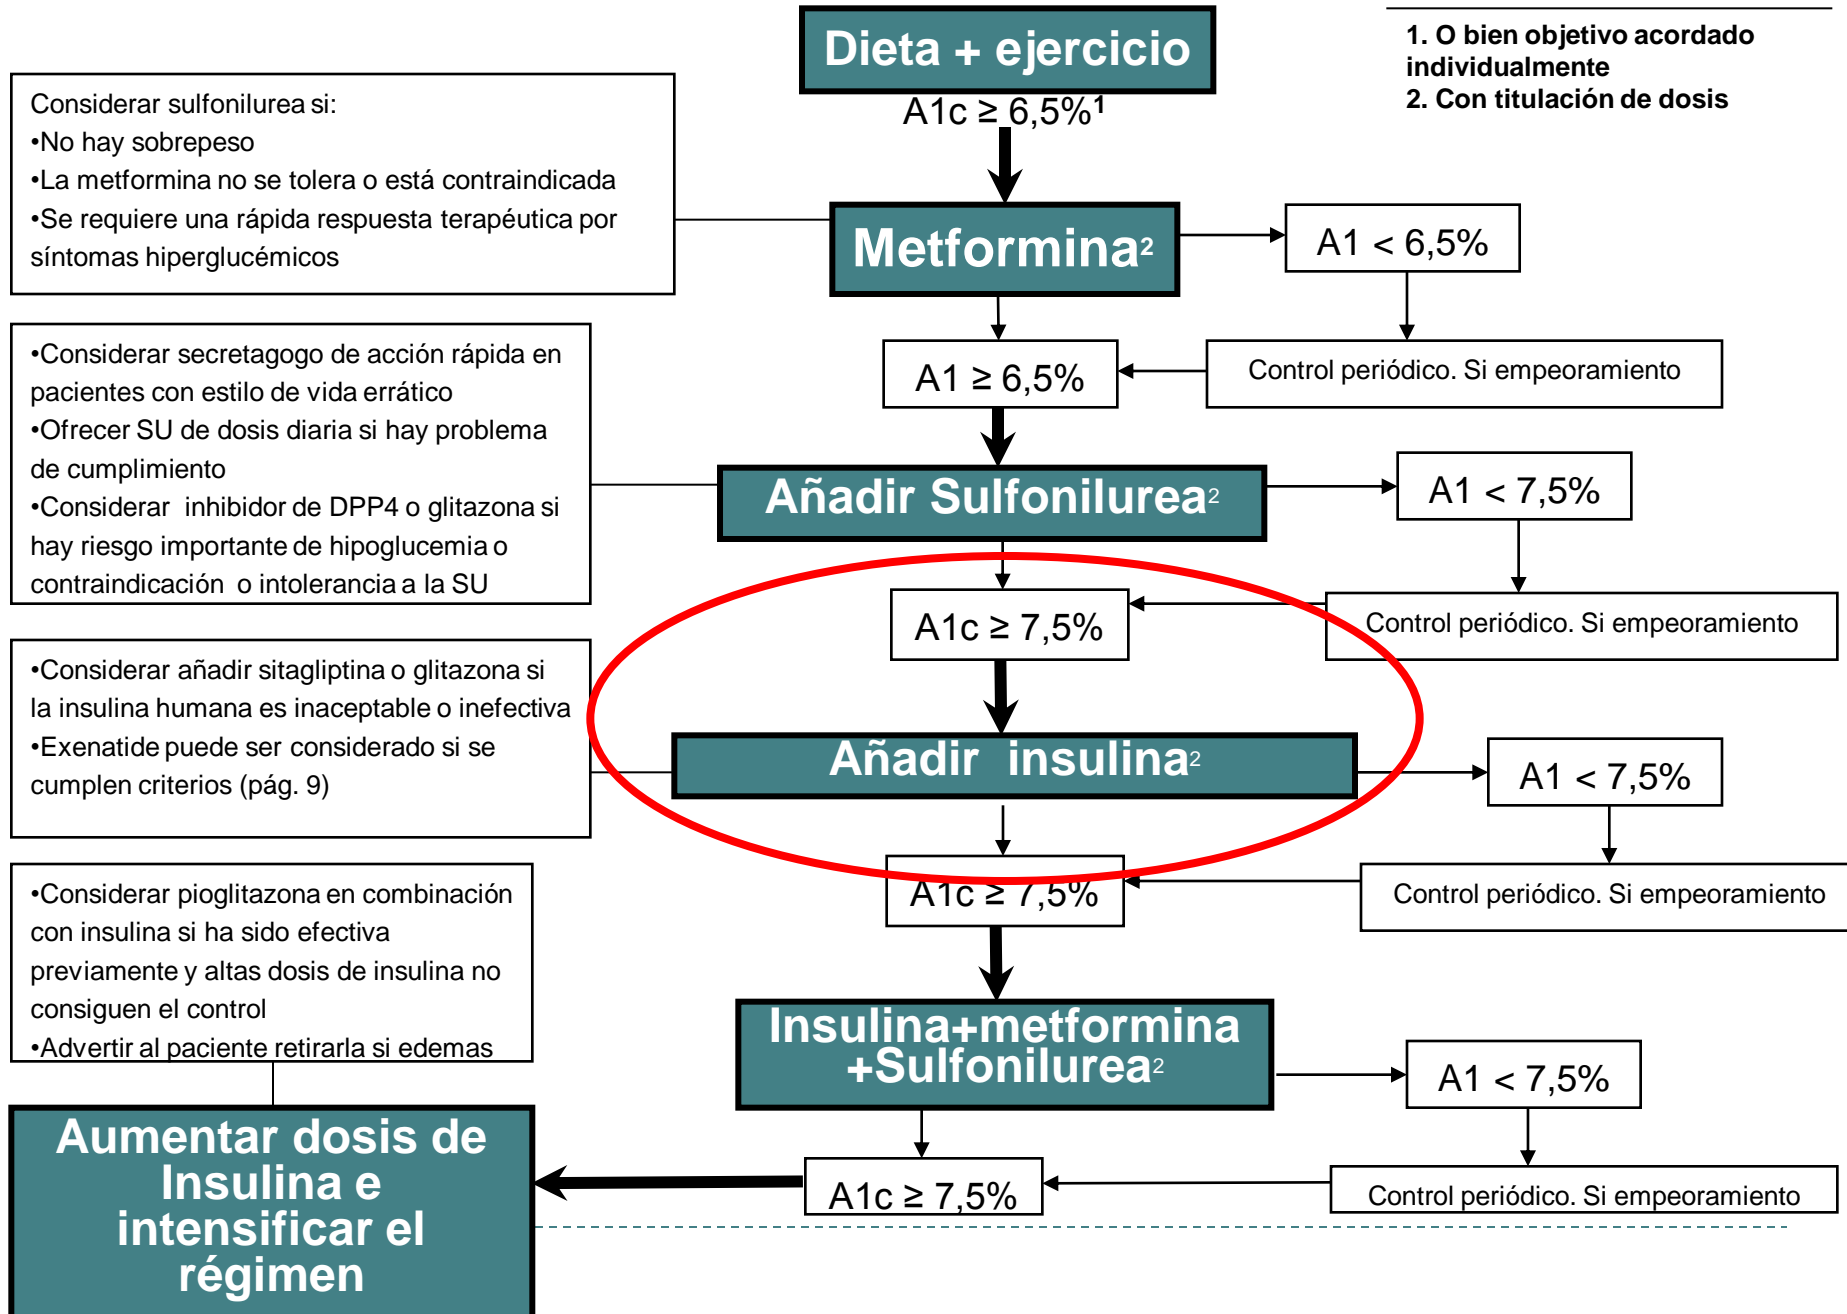 Dieta + ejercicio
A1c ≥ 6,5%¹
1. O bien objetivo acordado
individualmente
2. Con titulación de dosis
Considerar sulfonilurea si:
•No hay sobrepeso
•La metformina no se tolera o está contraindicada
•Se requiere una rápida respuesta terapéutica por
síntomas hiperglucémicos
Metformina²
A1 < 6,5%
•Considerar secretagogo de acción rápida en
pacientes con estilo de vida errático
•Ofrecer SU de dosis diaria si hay problema
de cumplimiento
•Considerar inhibidor de DPP4 o glitazona si
hay riesgo importante de hipoglucemia o
contraindicación o intolerancia a la SU
A1 ≥ 6,5%
Control periódico. Si empeoramiento
Añadir Sulfonilurea²
A1 < 7,5%
A1c ≥ 7,5%
Control periódico. Si empeoramiento
•Considerar añadir sitagliptina o glitazona si
la insulina humana es inaceptable o inefectiva
•Exenatide puede ser considerado si se
cumplen criterios (pág. 9)
Añadir insulina²
A1 < 7,5%
A1c ≥ 7,5%
Control periódico. Si empeoramiento
•Considerar pioglitazona en combinación
con insulina si ha sido efectiva
previamente y altas dosis de insulina no
consiguen el control
•Advertir al paciente retirarla si edemas
Insulina+metformina
+Sulfonilurea²
A1 < 7,5%
A1c ≥ 7,5%
Control periódico. Si empeoramiento
Aumentar dosis de
Insulina e
intensificar el
régimen